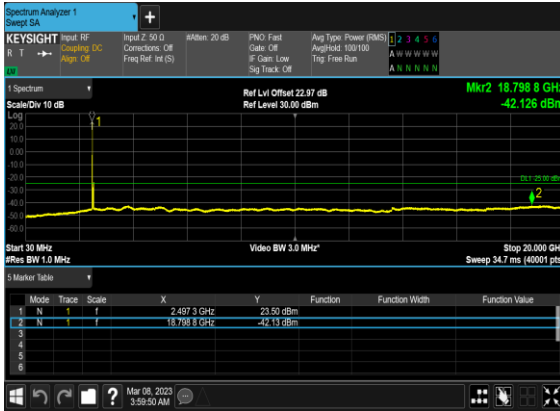 Spectrum Analyzer 1
Swept SA
+
KEYSIGHT Input: RF
R T
Coupling: DC
Align: Off
Input Z: 50 Ω
Corrections: Off
Freq Ref: Int (S)
#Atten: 20 dB
PNO: Fast
Gate: Off
IF Gain: Low
Sig Track: Off
Avg Type: Power (RMS)
Avg|Hold: 100/100
Trig: Free Run
1 2 3 4 5 6
A W W W W W
A N N N N N
1 Spectrum
Scale/Div 10 dB
Ref Lvl Offset 22.97 dB
Ref Level 30.00 dBm
Mkr2 18.798 8 GHz
-42.126 dBm
Log
20.0
10.0
0.00
-10.0
-20.0
-30.0
-40.0
-50.0
-60.0
1
DL1 -25.00 dBm
2
Start 30 MHz
#Res BW 1.0 MHz
Video BW 3.0 MHz*
Stop 20.000 GHz
Sweep 34.7 ms (40001 pts)
5 Marker Table
Mode Trace Scale X Y Function Function Width Function Value
1 N 1 f 2.497 3 GHz 23.50 dBm
2 N 1 f 18.798 8 GHz -42.13 dBm
3
4
5
6
?
Mar 08, 2023
3:59:50 AM